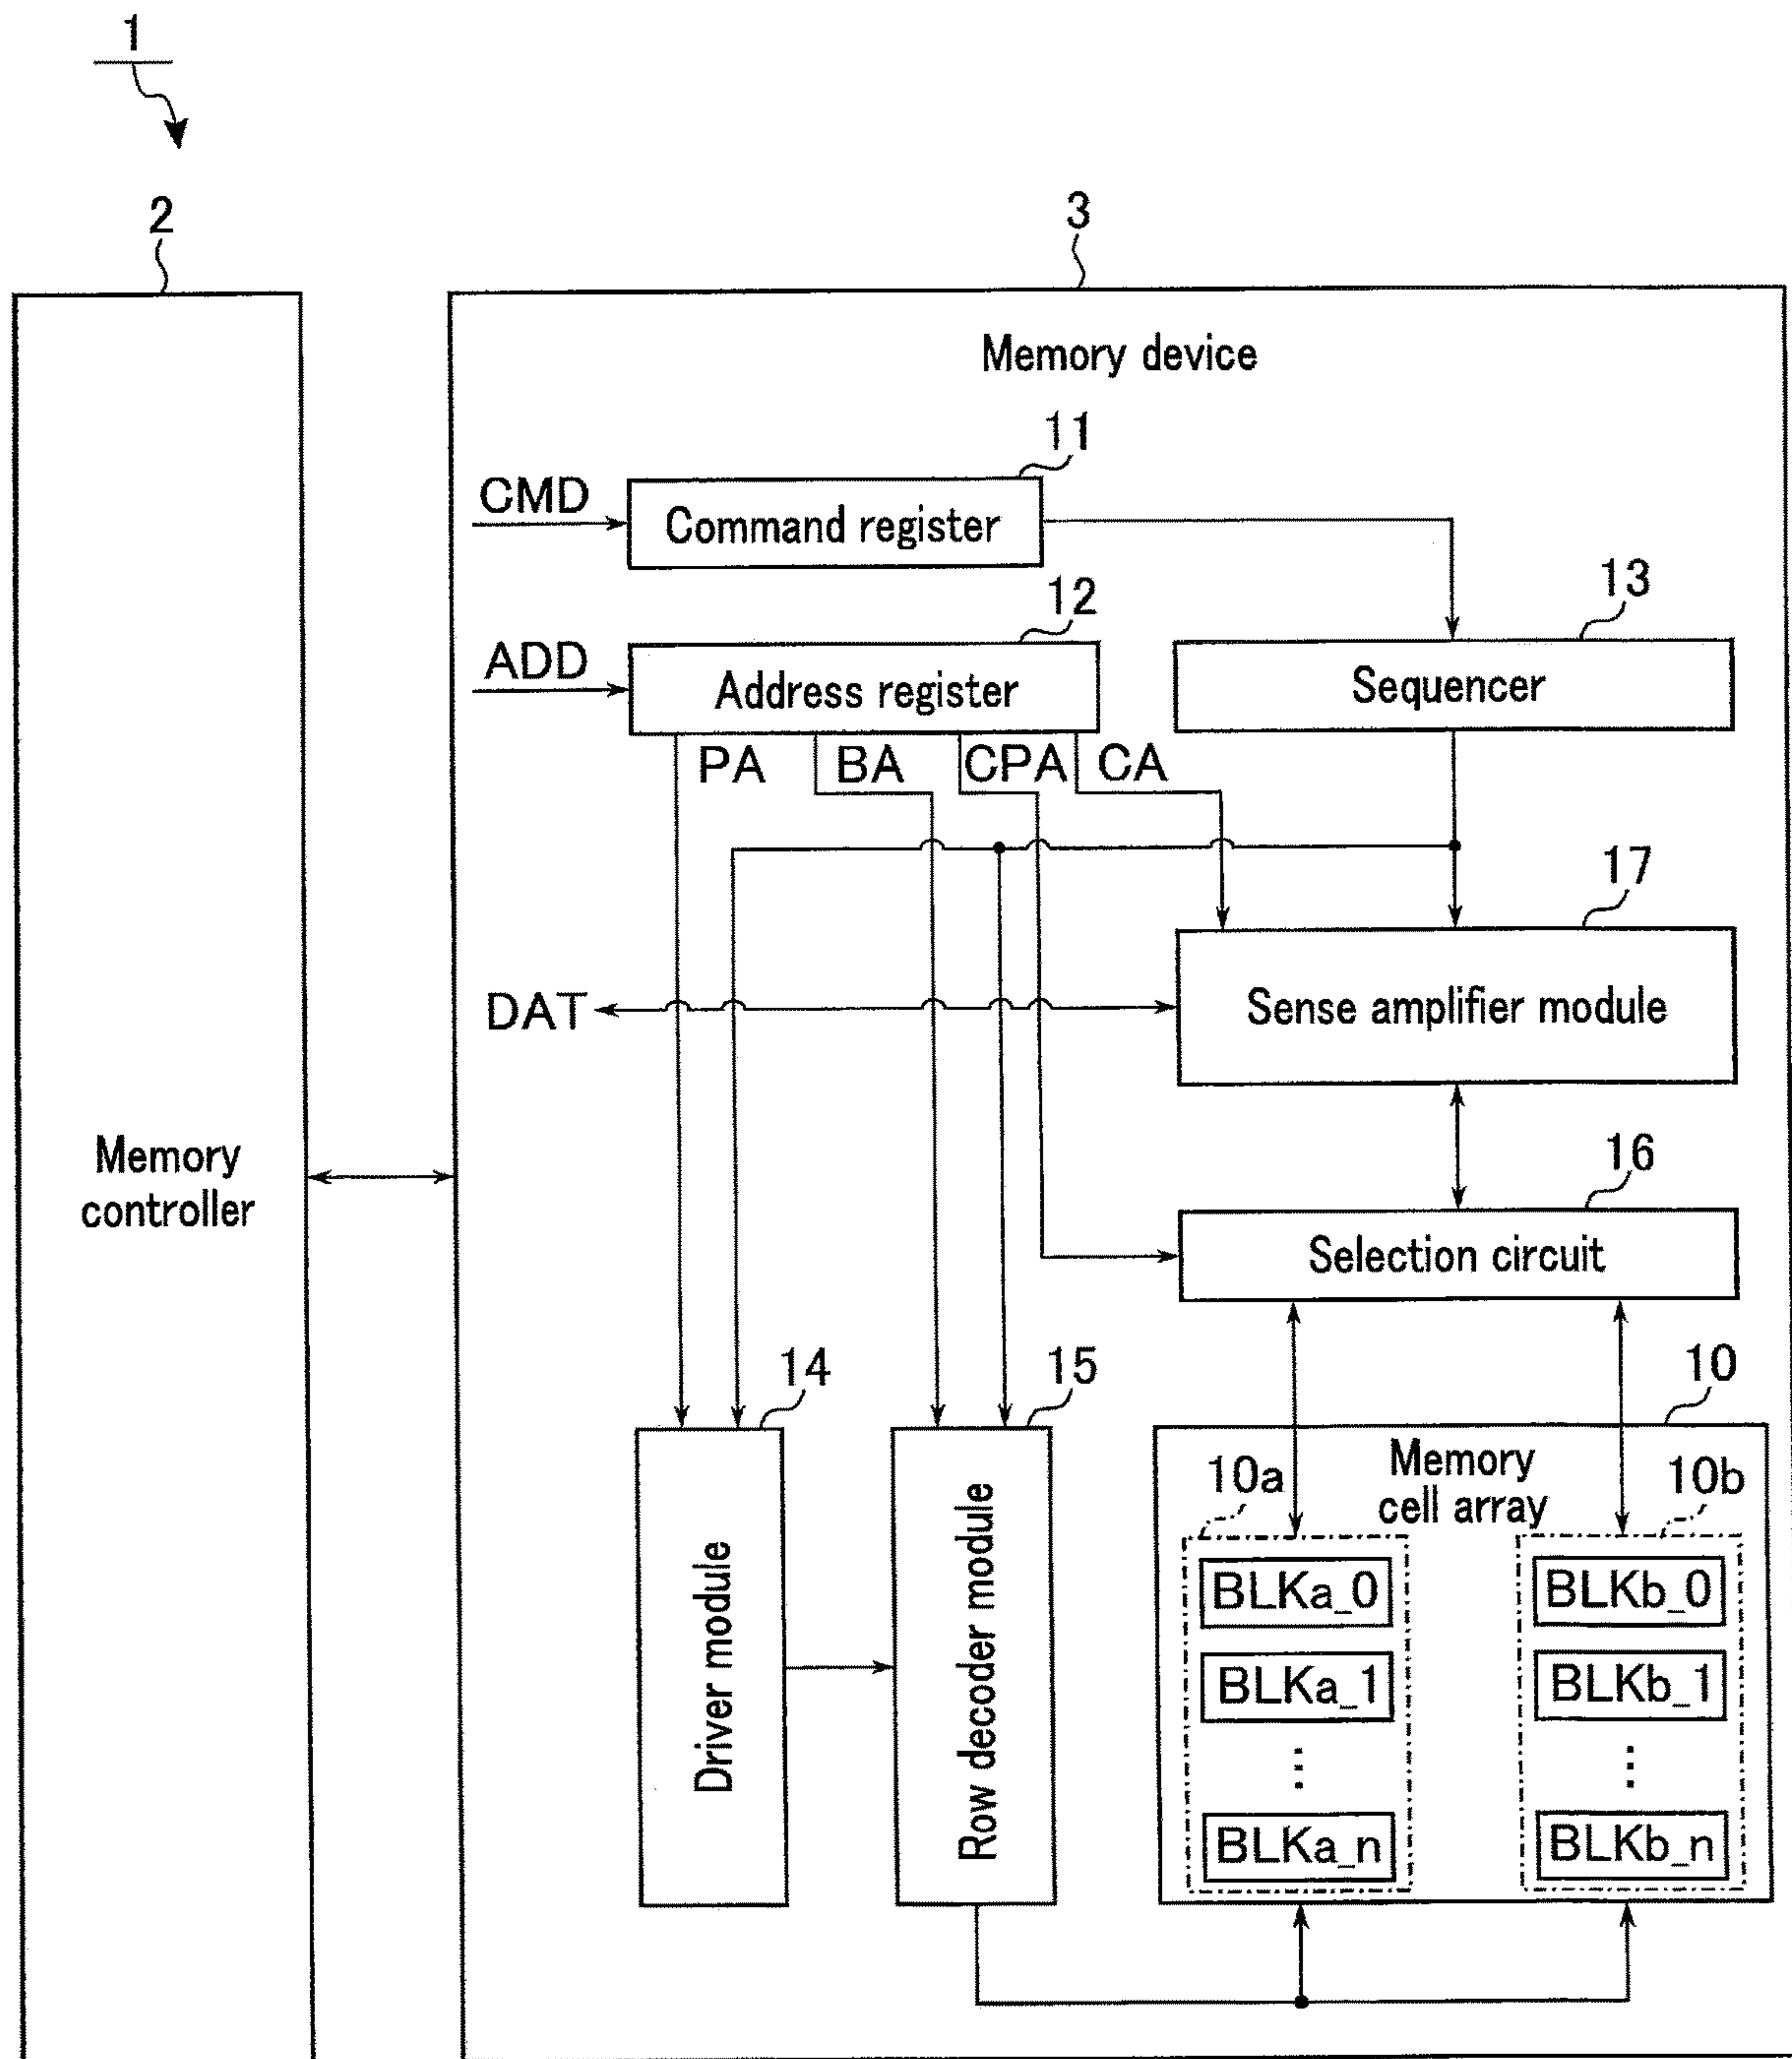 1
2
3
Memory device
11
CMD
Command register
12
13
ADD
Address register
Sequencer
PA
BA
CPA
CA
17
DAT
Sense amplifier module
Memory
controller
16
Selection circuit
14
15
10
Driver module
Row decoder module
Memory
cell array
10a
10b
BLKa_0
BLKb_0
BLKa_1
BLKb_1
⋮
⋮
BLKa_n
BLKb_n